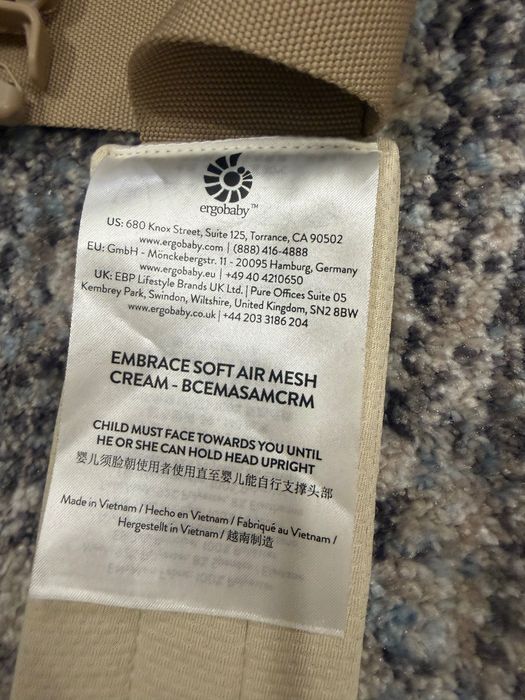 ergobaby™
US: 680 Knox Street, Suite 125, Torrance, CA 90502
www.ergobaby.com | (888) 416-4888
EU: GmbH - Mönckebergstr. 11 - 20095 Hamburg, Germany
www.ergobaby.eu | +49 40 4210650
UK: EBP Lifestyle Brands UK Ltd. | Pure Offices Suite 05
Kembrey Park, Swindon, Wiltshire, United Kingdom, SN2 8BW
www.ergobaby.co.uk | +44 203 3186 204
EMBRACE SOFT AIR MESH
CREAM - BCEMASAMCRM
CHILD MUST FACE TOWARDS YOU UNTIL
HE OR SHE CAN HOLD HEAD UPRIGHT
婴儿须脸朝使用者使用直至婴儿能自行支撑头部
Made in Vietnam / Hecho en Vietnam / Fabriqué au Vietnam /
Hergestellt in Vietnam / 越南制造